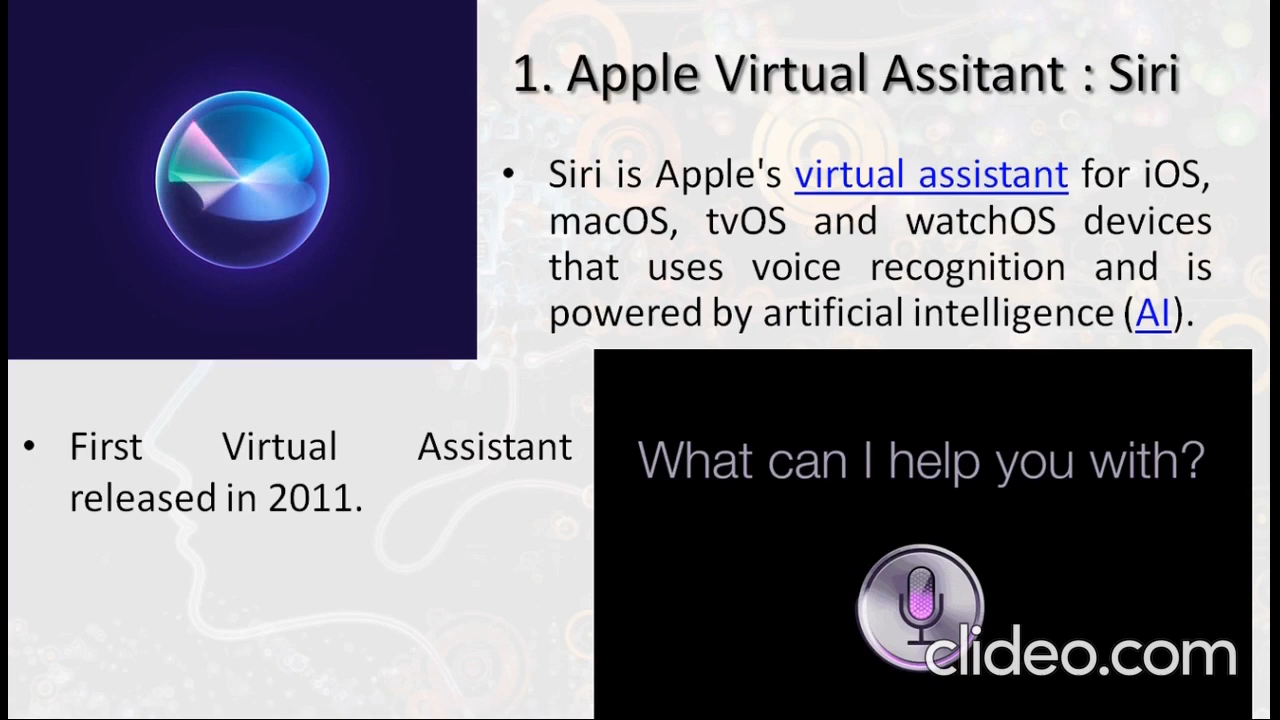 1. Apple Virtual Assitant : Siri
• Siri is Apple's virtual assistant for iOS,
macOS, tvOS and watchOS devices
that uses voice recognition and is
powered by artificial intelligence (AI).
• First Virtual Assistant
released in 2011.
What can I help you with?
clideo.com